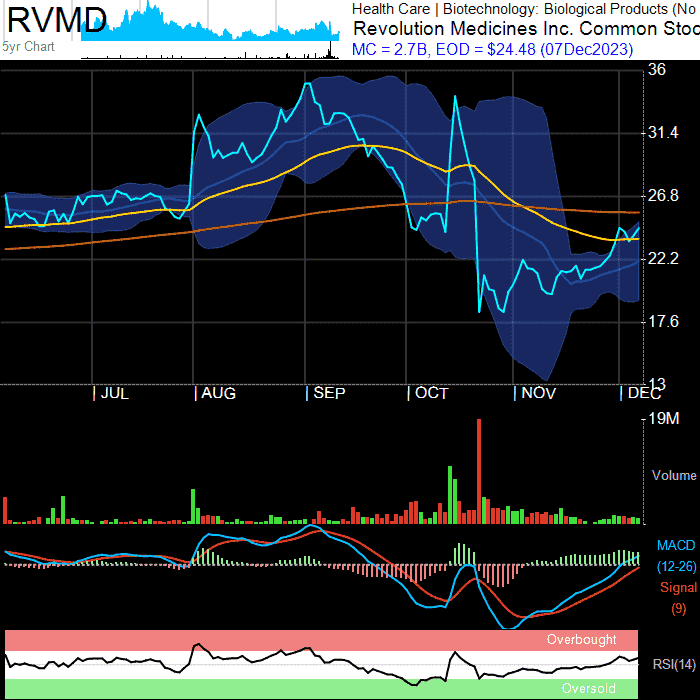 RVMD
5yr Chart
Health Care | Biotechnology: Biological Products (No
Revolution Medicines Inc. Common Stoc
MC = 2.7B, EOD = $24.48 (07Dec2023)
36
31.4
26.8
22.2
17.6
13
| JUL | AUG | SEP | OCT | NOV | DEC
19M
Volume
MACD
(12-26)
Signal
(9)
Overbought
RSI(14)
Oversold